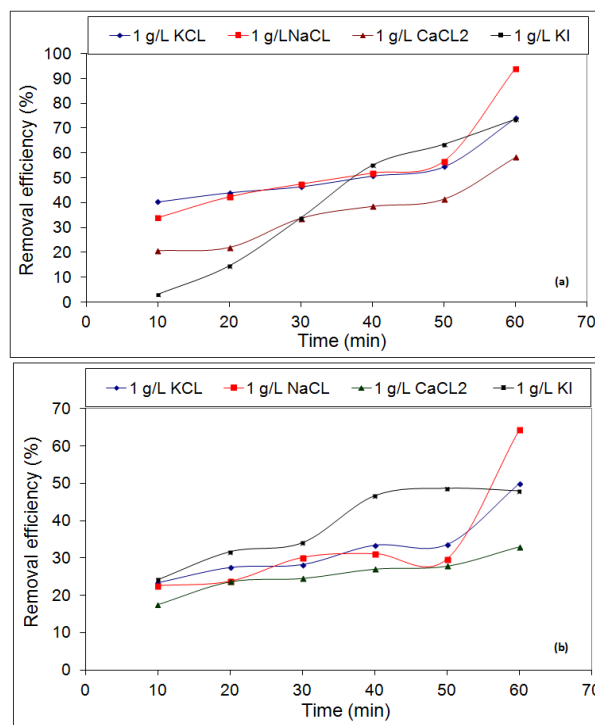 1 g/L KCL 1 g/LNaCL 1 g/L CaCL2 1 g/L KI
Removal efficiency (%)
100
90
80
70
60
50
40
30
20
10
0
0 10 20 30 40 50 60 70
Time (min)
(a)
1 g/L KCL 1 g/L NaCL 1 g/L CaCL2 1 g/L KI
Removal efficiency (%)
70
60
50
40
30
20
10
0
0 10 20 30 40 50 60 70
Time (min)
(b)